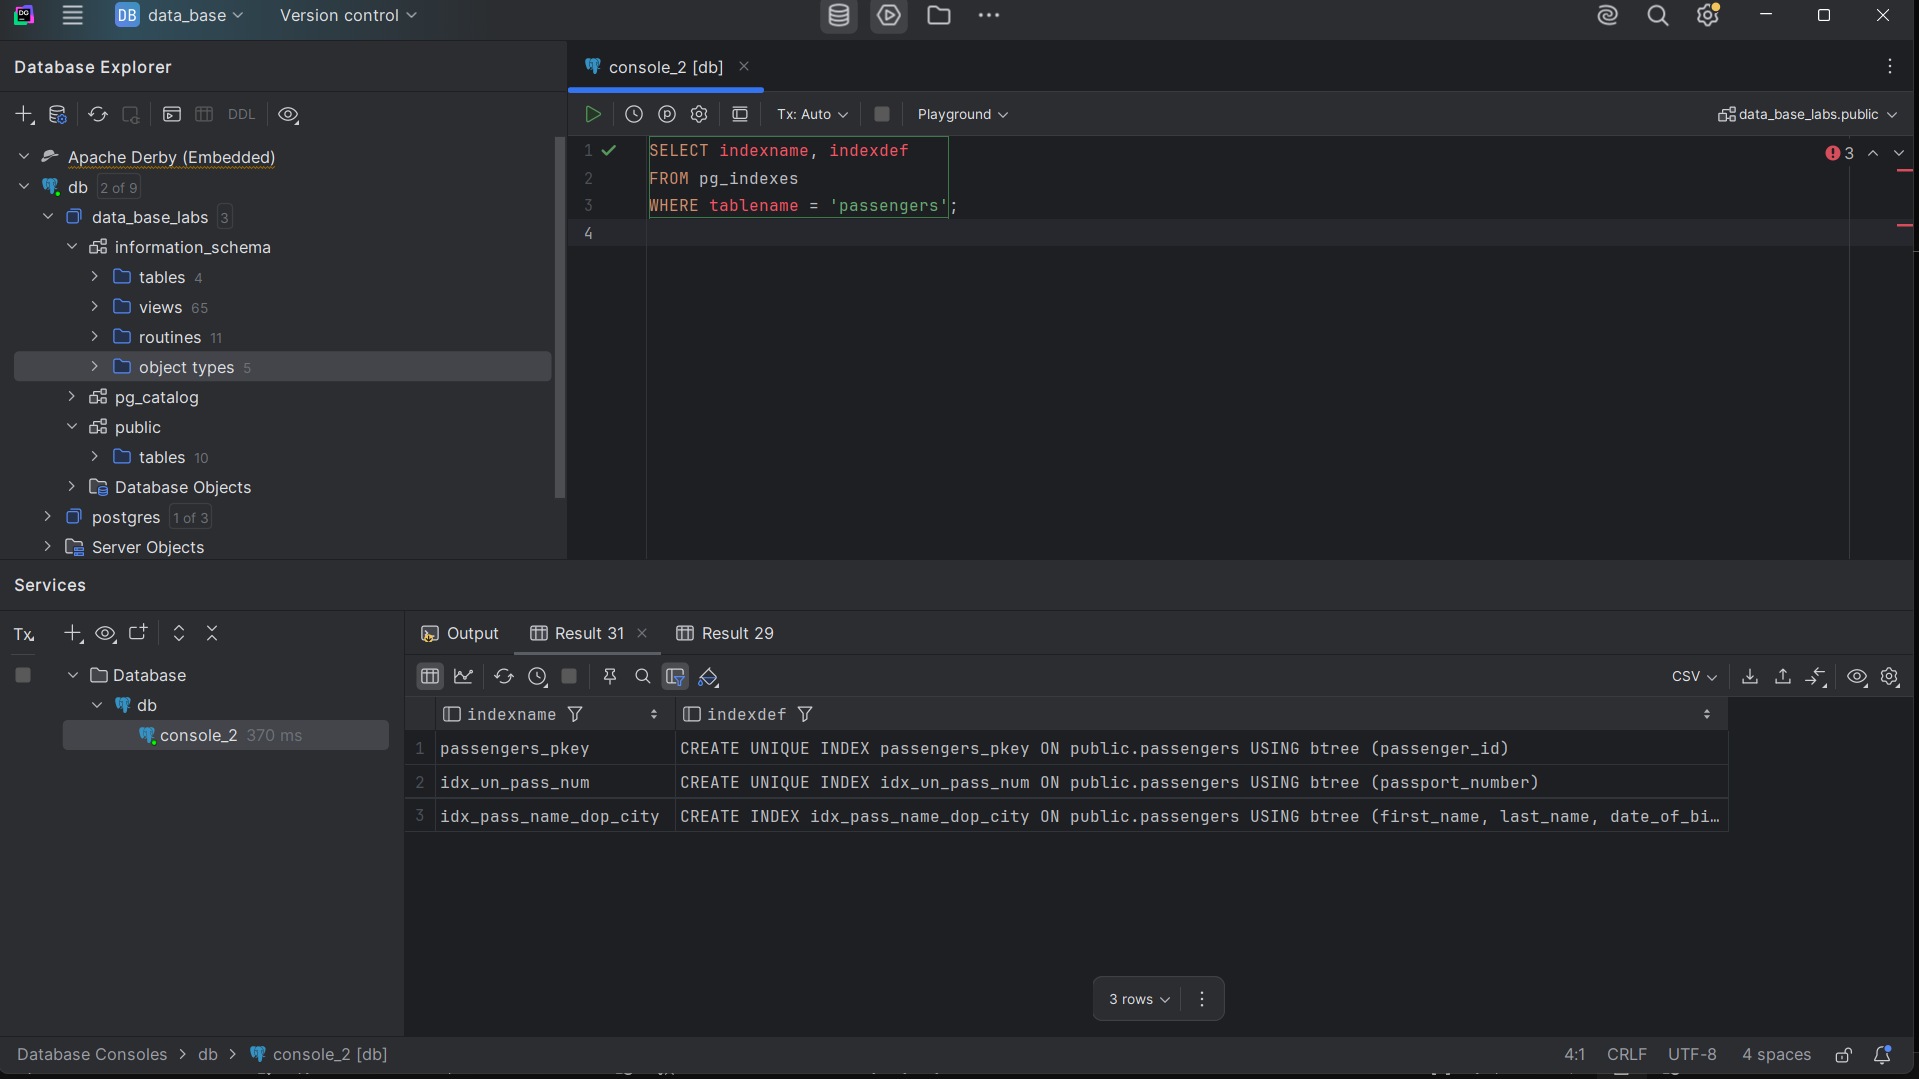 DB data_base
Version control
Database Explorer
DDL
Apache Derby (Embedded)
db 2 of 9
data_base_labs 3
information_schema
tables 4
views 65
routines 11
object types 5
pg_catalog
public
tables 10
Database Objects
postgres 1 of 3
Server Objects
console_2 [db]
Tx: Auto
Playground
data_base_labs.public
1 SELECT indexname, indexdef
2 FROM pg_indexes
3 WHERE tablename = 'passengers';
4
3
Services
Tx
Database
db
console_2 370 ms
Output
Result 31
Result 29
CSV
indexname indexdef
1 passengers_pkey CREATE UNIQUE INDEX passengers_pkey ON public.passengers USING btree (passenger_id)
2 idx_un_pass_num CREATE UNIQUE INDEX idx_un_pass_num ON public.passengers USING btree (passport_number)
3 idx_pass_name_dop_city CREATE INDEX idx_pass_name_dop_city ON public.passengers USING btree (first_name, last_name, date_of_bi…
3 rows
Database Consoles > db > console_2 [db]
4:1 CRLF UTF-8 4 spaces